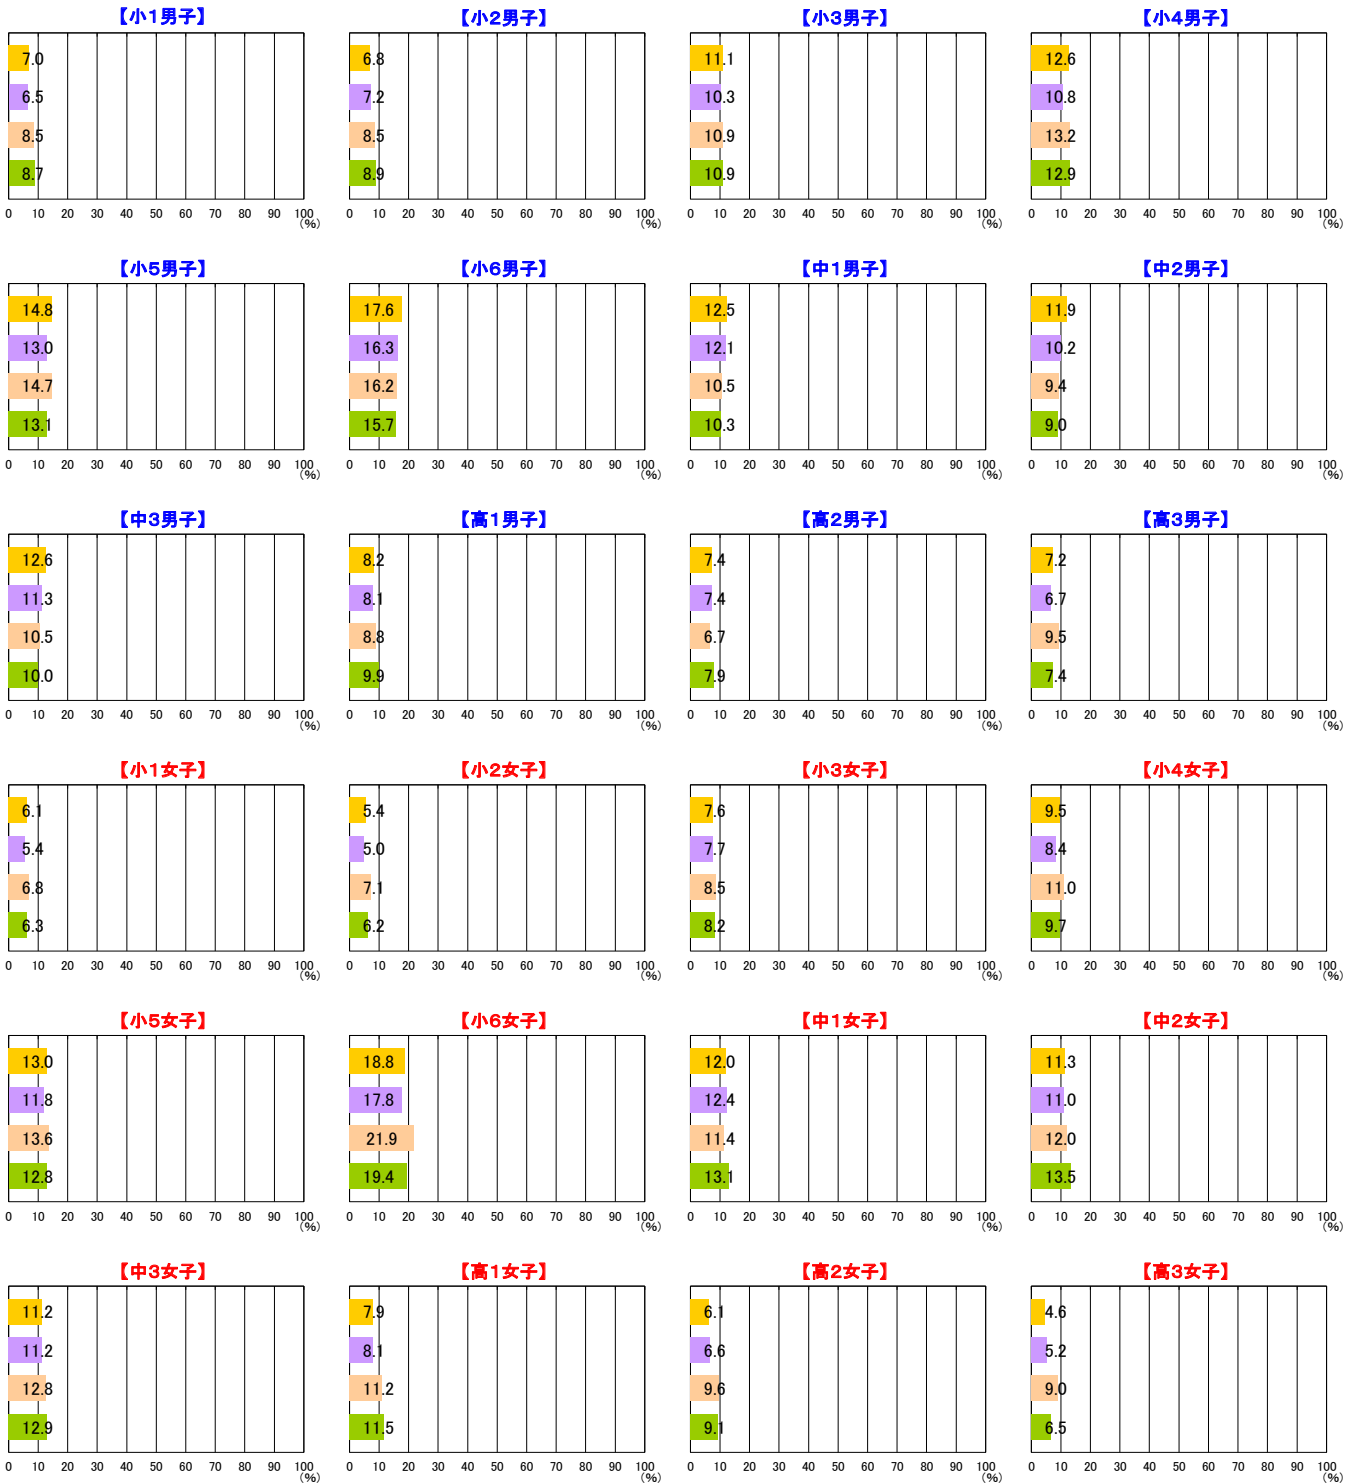 【小1男子】 【小2男子】 【小3男子】 【小4男子】
7.0 6.8 11.1 12.6
6.5 7.2 10.3 10.8
8.5 8.5 10.9 13.2
8.7 8.9 10.9 12.9
0 10 20 30 40 50 60 70 80 90 100 0 10 20 30 40 50 60 70 80 90 100 0 10 20 30 40 50 60 70 80 90 100 0 10 20 30 40 50 60 70 80 90 100
(%) (%) (%) (%)
【小5男子】 【小6男子】 【中1男子】 【中2男子】
14.8 17.6 12.5 11.9
13.0 16.3 12.1 10.2
14.7 16.2 10.5 9.4
13.1 15.7 10.3 9.0
0 10 20 30 40 50 60 70 80 90 100 0 10 20 30 40 50 60 70 80 90 100 0 10 20 30 40 50 60 70 80 90 100 0 10 20 30 40 50 60 70 80 90 100
(%) (%) (%) (%)
【中3男子】 【高1男子】 【高2男子】 【高3男子】
12.6 8.2 7.4 7.2
11.3 8.1 7.4 6.7
10.5 8.8 6.7 9.5
10.0 9.9 7.9 7.4
0 10 20 30 40 50 60 70 80 90 100 0 10 20 30 40 50 60 70 80 90 100 0 10 20 30 40 50 60 70 80 90 100 0 10 20 30 40 50 60 70 80 90 100
(%) (%) (%) (%)
【小1女子】 【小2女子】 【小3女子】 【小4女子】
6.1 5.4 7.6 9.5
5.4 5.0 7.7 8.4
6.8 7.1 8.5 11.0
6.3 6.2 8.2 9.7
0 10 20 30 40 50 60 70 80 90 100 0 10 20 30 40 50 60 70 80 90 100 0 10 20 30 40 50 60 70 80 90 100 0 10 20 30 40 50 60 70 80 90 100
(%) (%) (%) (%)
【小5女子】 【小6女子】 【中1女子】 【中2女子】
13.0 18.8 12.0 11.3
11.8 17.8 12.4 11.0
13.6 21.9 11.4 12.0
12.8 19.4 13.1 13.5
0 10 20 30 40 50 60 70 80 90 100 0 10 20 30 40 50 60 70 80 90 100 0 10 20 30 40 50 60 70 80 90 100 0 10 20 30 40 50 60 70 80 90 100
(%) (%) (%) (%)
【中3女子】 【高1女子】 【高2女子】 【高3女子】
11.2 7.9 6.1 4.6
11.2 8.1 6.6 5.2
12.8 11.2 9.6 9.0
12.9 11.5 9.1 6.5
0 10 20 30 40 50 60 70 80 90 100 0 10 20 30 40 50 60 70 80 90 100 0 10 20 30 40 50 60 70 80 90 100 0 10 20 30 40 50 60 70 80 90 100
(%) (%) (%) (%)